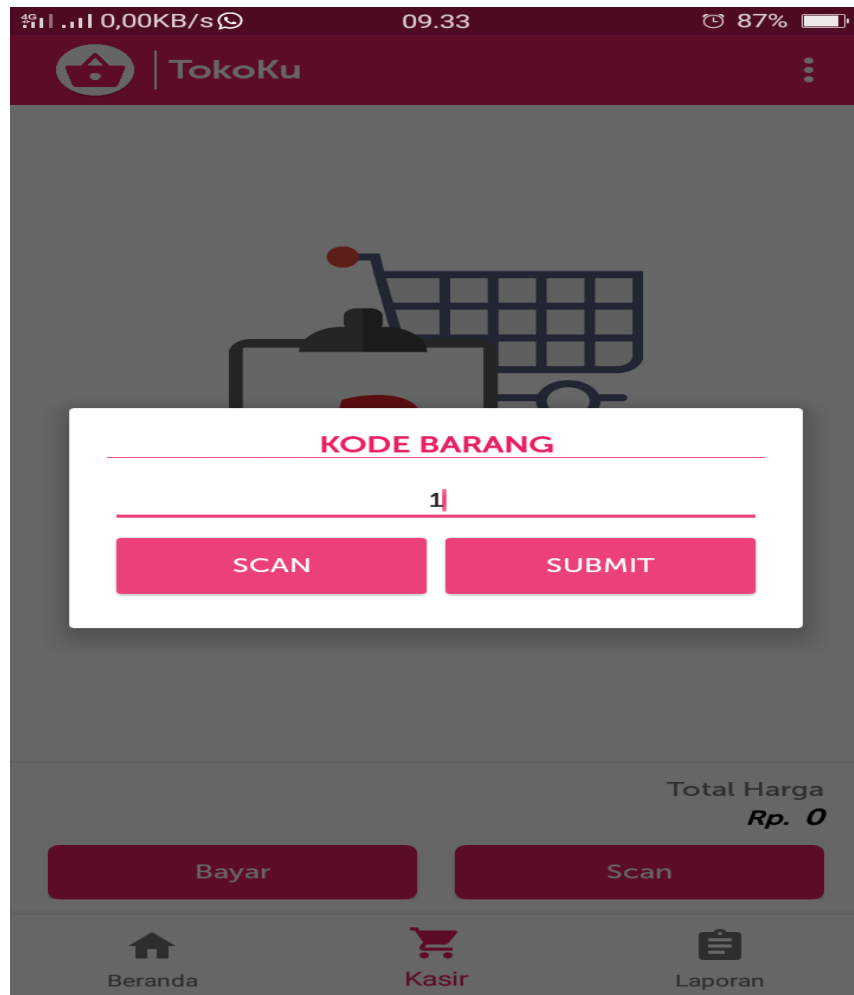 4G 0,00KB/s 09.33 87%
TokoKu
KODE BARANG
1
SCAN SUBMIT
Total Harga
Rp. 0
Bayar Scan
Beranda Kasir Laporan